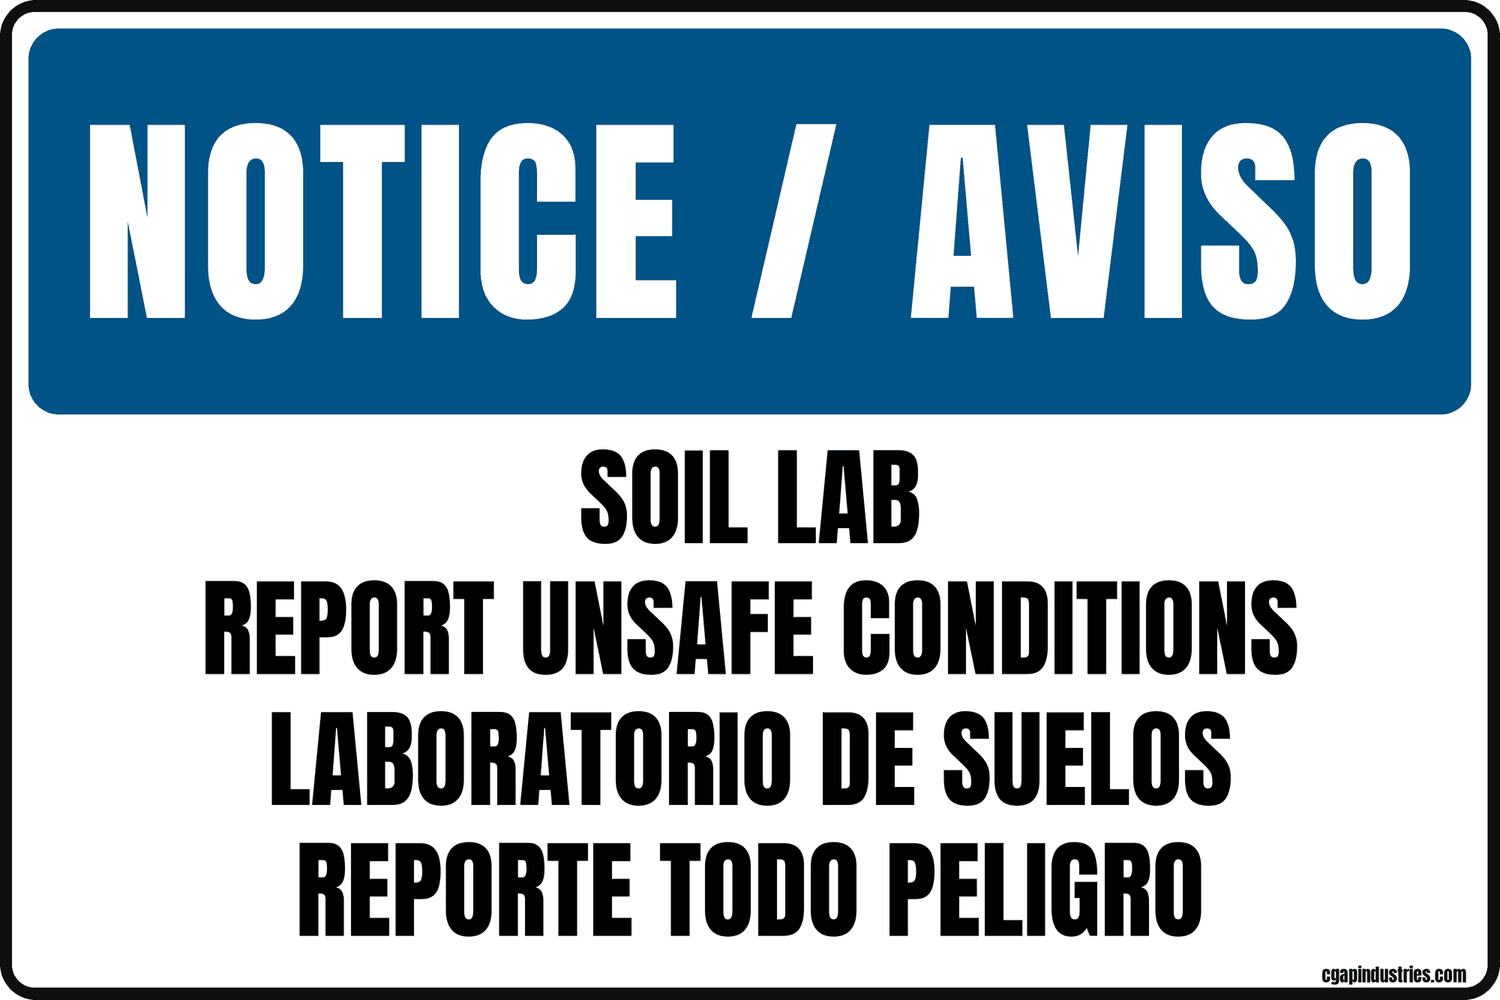 NOTICE / AVISO
SOIL LAB
REPORT UNSAFE CONDITIONS
LABORATORIO DE SUELOS
REPORTE TODO PELIGRO
cgapindustries.com